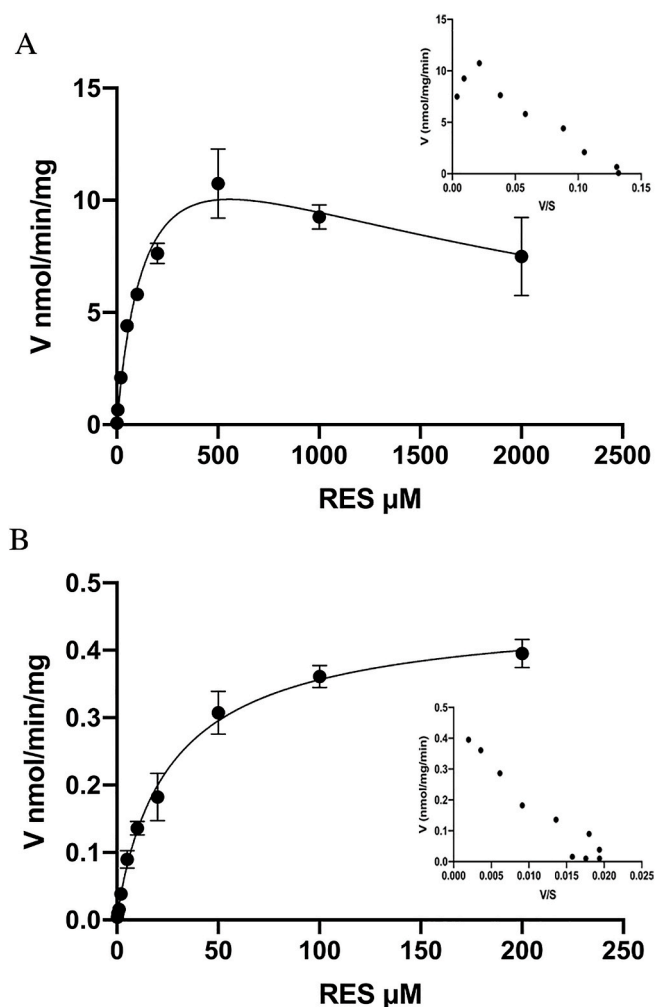 A
15
10
5
0
V nmol/min/mg
0 500 1000 1500 2000 2500
RES µM
15
10
5
0
V (nmol/mg/min)
0.00 0.05 0.10 0.15
V/S
B
0.5
0.4
0.3
0.2
0.1
0.0
V nmol/min/mg
0 50 100 150 200 250
RES µM
0.5
0.4
0.3
0.2
0.1
0.0
V (nmol/mg/min)
0.000 0.005 0.010 0.015 0.020 0.025
V/S